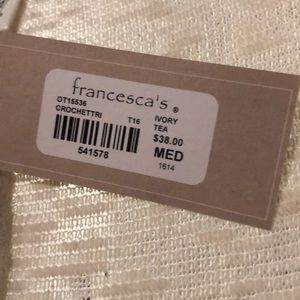 francesca's ®
OT15536
CROCHETTRI T16
541578
IVORY
TEA
$38.00
MED
1614